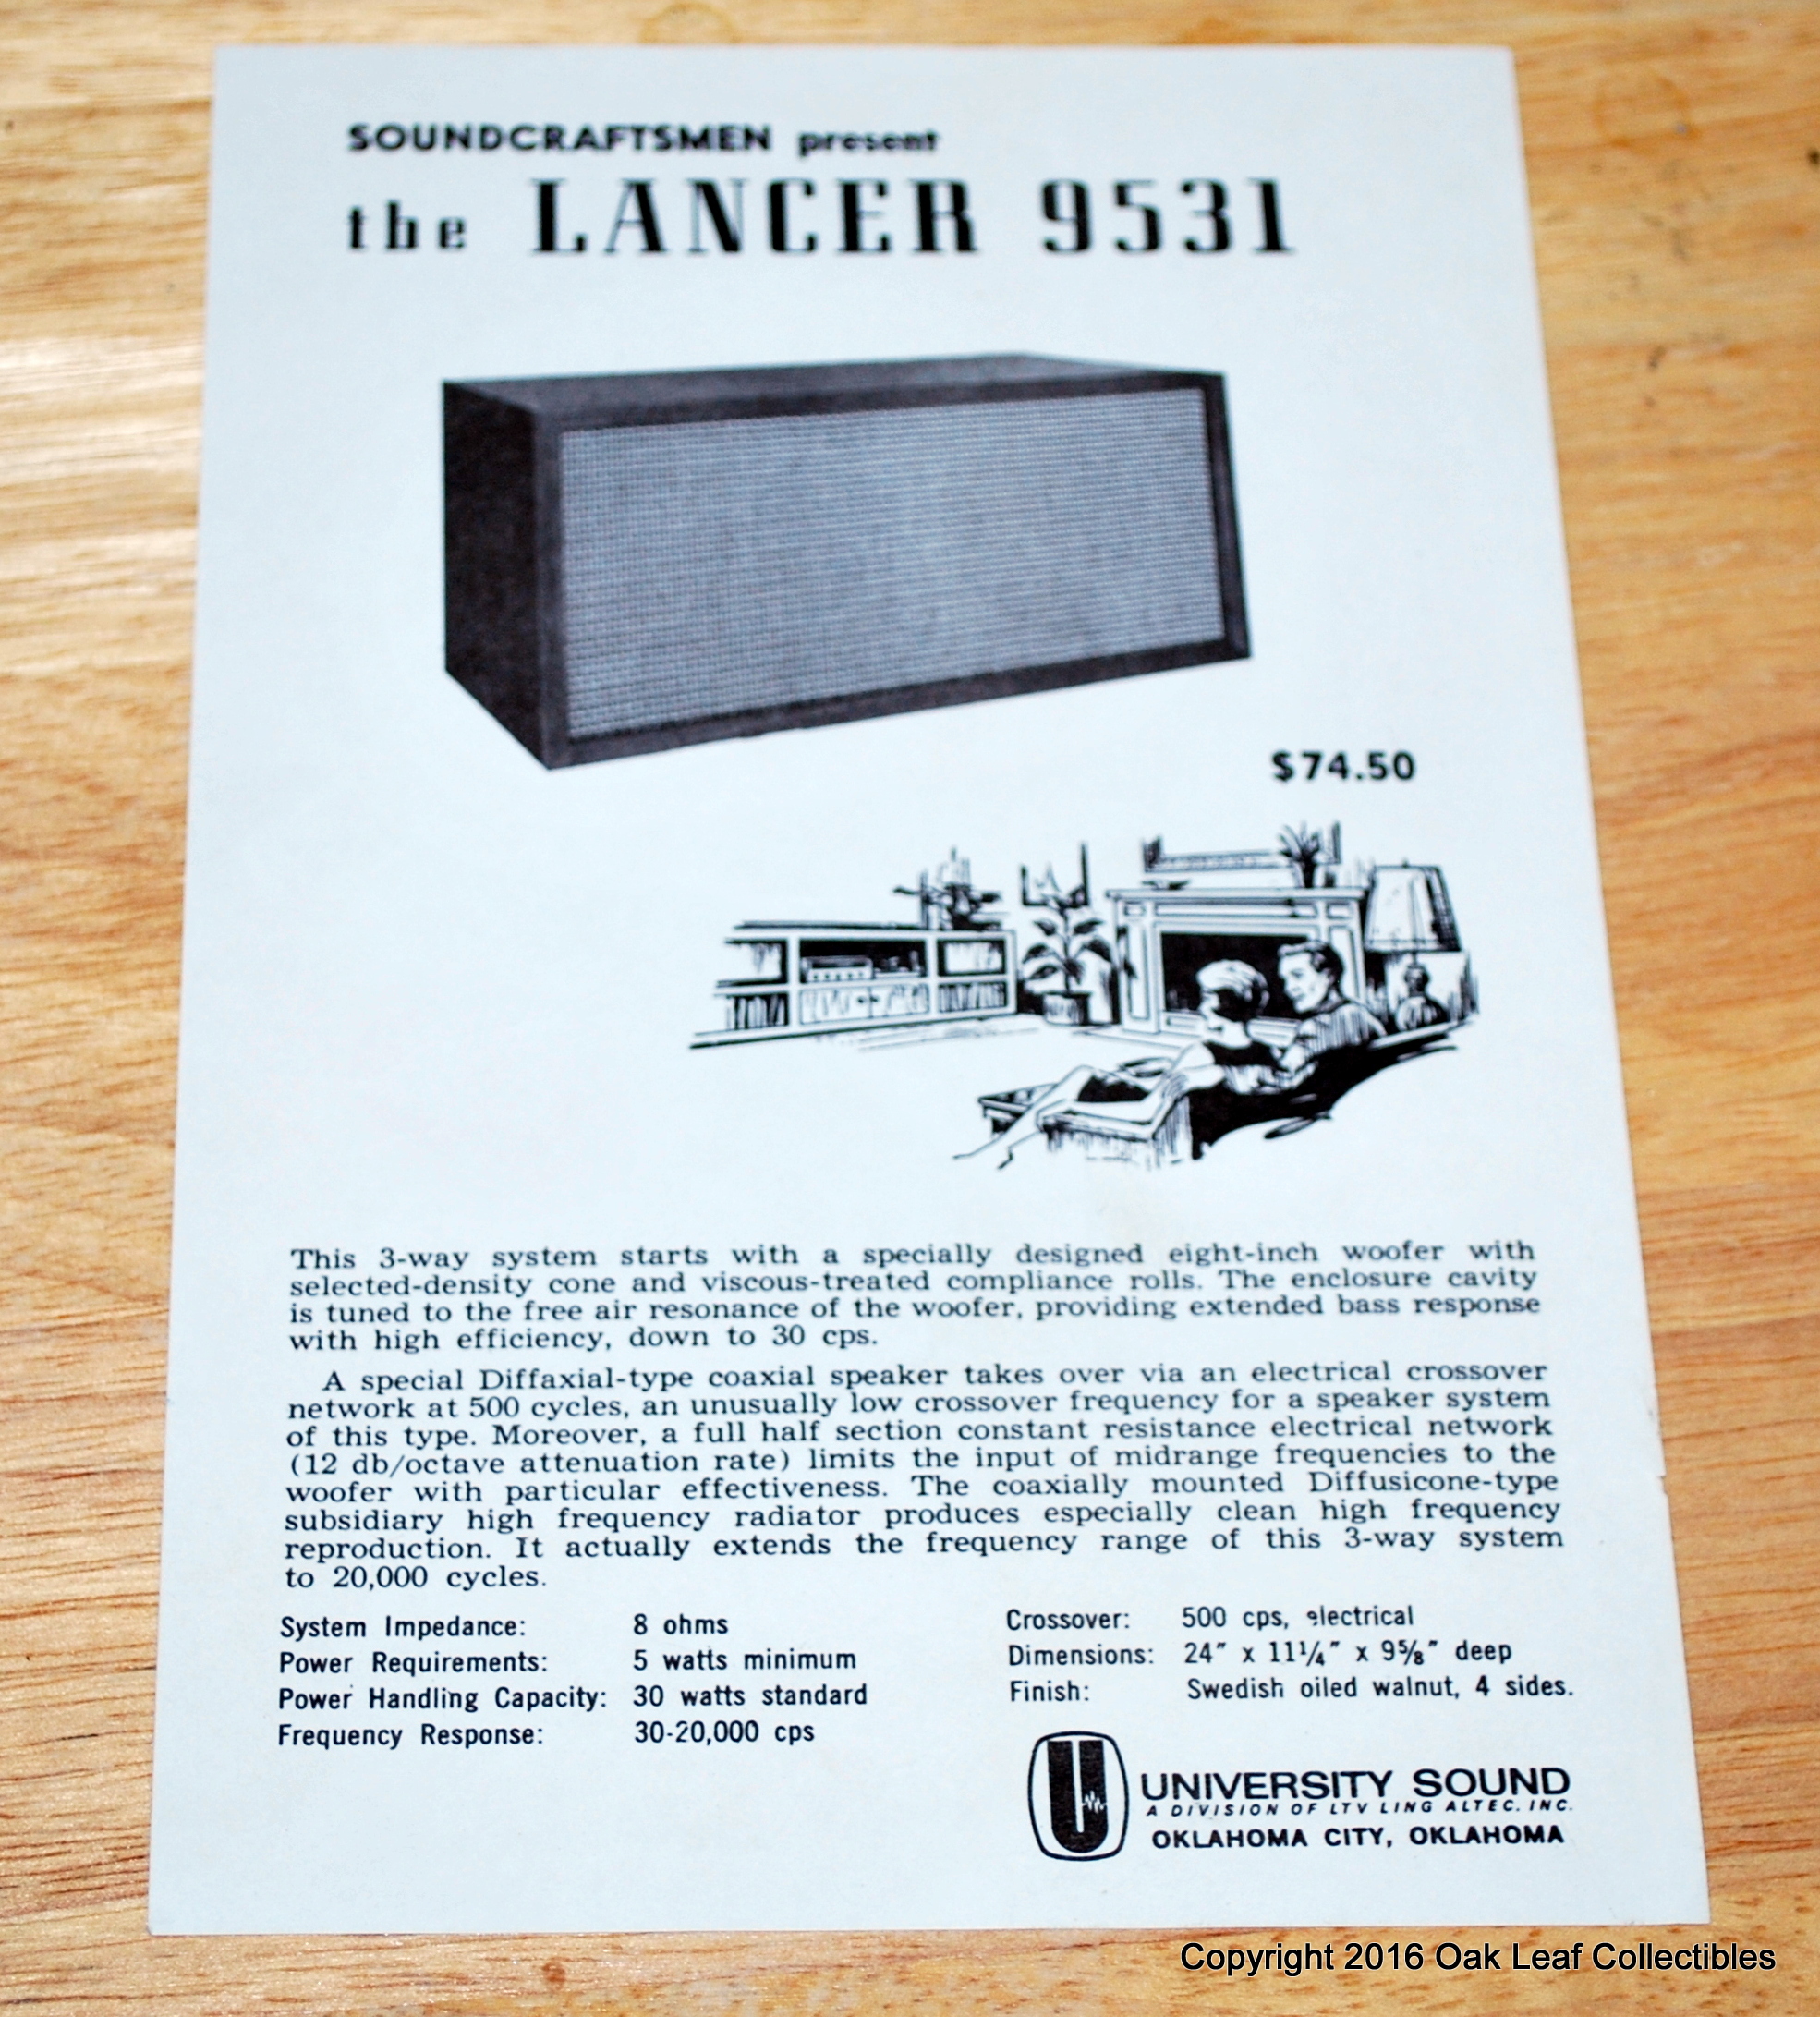 SOUNDCRAFTSMEN present
the LANCER 9531
$74.50
This 3-way system starts with a specially designed eight-inch woofer with
selected-density cone and viscous-treated compliance rolls. The enclosure cavity
is tuned to the free air resonance of the woofer, providing extended bass response
with high efficiency, down to 30 cps.
A special Diffaxial-type coaxial speaker takes over via an electrical crossover
network at 500 cycles, an unusually low crossover frequency for a speaker system
of this type. Moreover, a full half section constant resistance electrical network
(12 db/octave attenuation rate) limits the input of midrange frequencies to the
woofer with particular effectiveness. The coaxially mounted Diffusicone-type
subsidiary high frequency radiator produces especially clean high frequency
reproduction. It actually extends the frequency range of this 3-way system
to 20,000 cycles.
System Impedance: 8 ohms
Power Requirements: 5 watts minimum
Power Handling Capacity: 30 watts standard
Frequency Response: 30-20,000 cps
Crossover: 500 cps, electrical
Dimensions: 24″ x 11¼″ x 9⅝″ deep
Finish: Swedish oiled walnut, 4 sides.
UNIVERSITY SOUND
A DIVISION OF LTV LING ALTEC, INC.
OKLAHOMA CITY, OKLAHOMA
Copyright 2016 Oak Leaf Collectibles